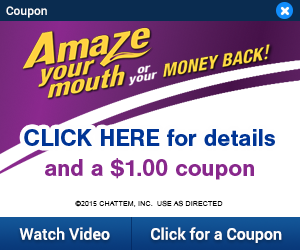 Coupon
Amaze
your
mouth or your MONEY BACK!
CLICK HERE for details
and a $1.00 coupon
©2015 CHATTEM, INC.  USE AS DIRECTED
Watch Video
Click for a Coupon